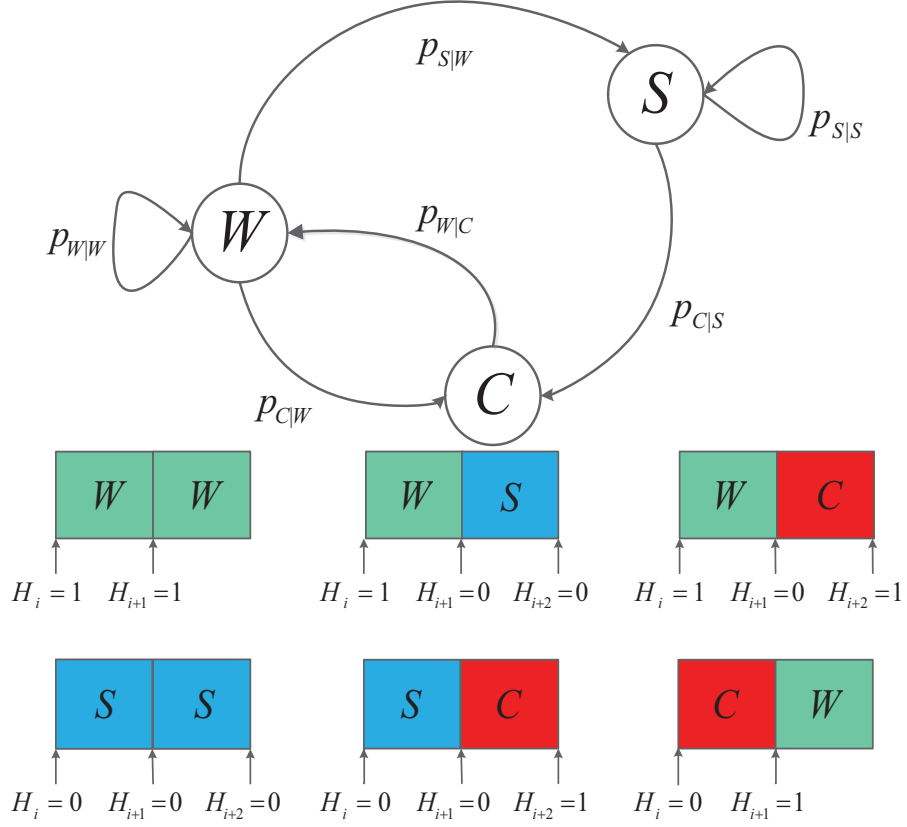 p_{S|W}
S
p_{S|S}
W
p_{W|W}
p_{W|C}
p_{C|S}
C
p_{C|W}
W W W S W C
H_i = 1 H_{i+1} = 1 H_i = 1 H_{i+1} = 0 H_{i+2} = 0 H_i = 1 H_{i+1} = 0 H_{i+2} = 1
S S S C C W
H_i = 0 H_{i+1} = 0 H_{i+2} = 0 H_i = 0 H_{i+1} = 0 H_{i+2} = 1 H_i = 0 H_{i+1} = 1